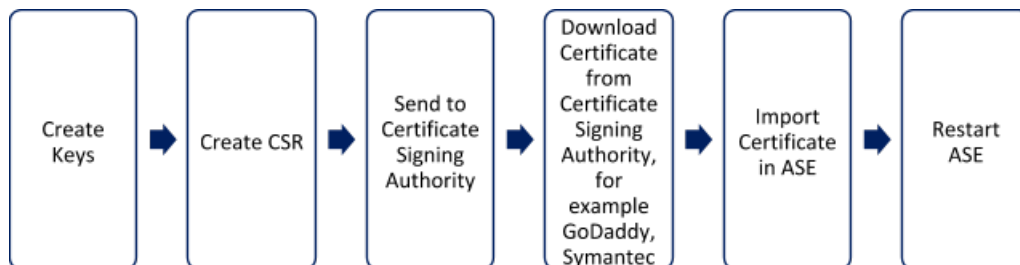 Create
Keys
Create CSR
Send to
Certificate
Signing
Authority
Download
Certificate
from
Certificate
Signing
Authority,
for
example
GoDaddy,
Symantec
Import
Certificate
in ASE
Restart
ASE